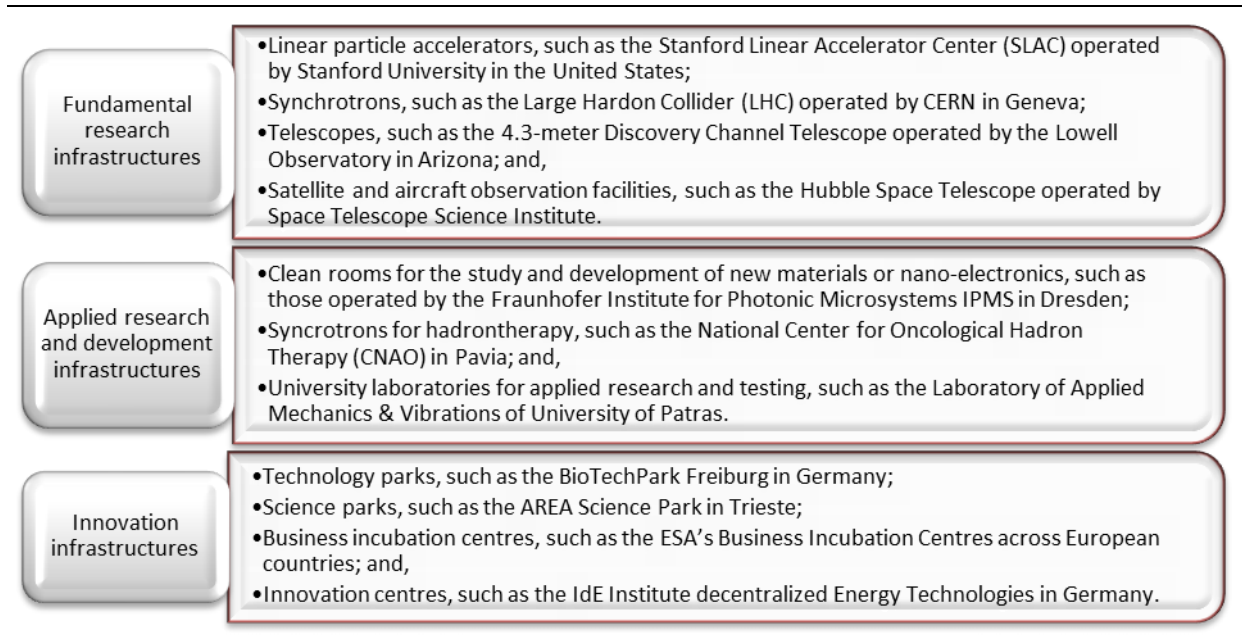 Fundamental
research
infrastructures
•Linear particle accelerators, such as the Stanford Linear Accelerator Center (SLAC) operated
by Stanford University in the United States;
•Synchrotrons, such as the Large Hardon Collider (LHC) operated by CERN in Geneva;
•Telescopes, such as the 4.3-meter Discovery Channel Telescope operated by the Lowell
Observatory in Arizona; and,
•Satellite and aircraft observation facilities, such as the Hubble Space Telescope operated by
Space Telescope Science Institute.
Applied research
and development
infrastructures
•Clean rooms for the study and development of new materials or nano-electronics, such as
those operated by the Fraunhofer Institute for Photonic Microsystems IPMS in Dresden;
•Syncrotrons for hadrontherapy, such as the National Center for Oncological Hadron
Therapy (CNAO) in Pavia; and,
•University laboratories for applied research and testing, such as the Laboratory of Applied
Mechanics & Vibrations of University of Patras.
Innovation
infrastructures
•Technology parks, such as the BioTechPark Freiburg in Germany;
•Science parks, such as the AREA Science Park in Trieste;
•Business incubation centres, such as the ESA’s Business Incubation Centres across European
countries; and,
•Innovation centres, such as the IdE Institute decentralized Energy Technologies in Germany.